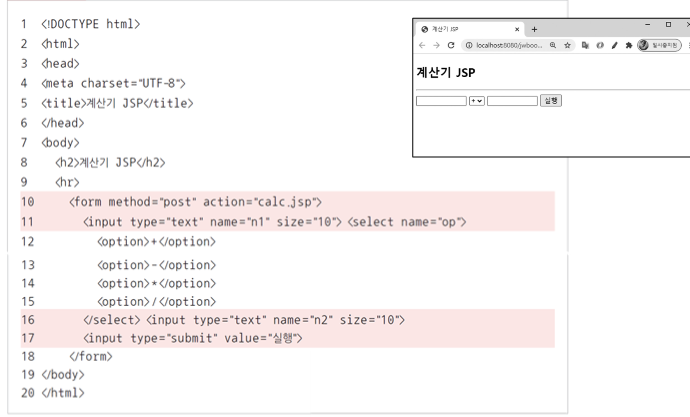 1 <!DOCTYPE html>
2 <html>
3 <head>
4 <meta charset="UTF-8">
5 <title>계산기 JSP</title>
6 </head>
7 <body>
8 <h2>계산기 JSP</h2>
9 <hr>
10 <form method="post" action="calc.jsp">
11 <input type="text" name="n1" size="10"> <select name="op">
12 <option>+</option>
13 <option>-</option>
14 <option>*</option>
15 <option>/</option>
16 </select> <input type="text" name="n2" size="10">
17 <input type="submit" value="실행">
18 </form>
19 </body>
20 </html>
계산기 JSP
localhost:8080/jwboo...
일시중지됨
계산기 JSP
+
실행